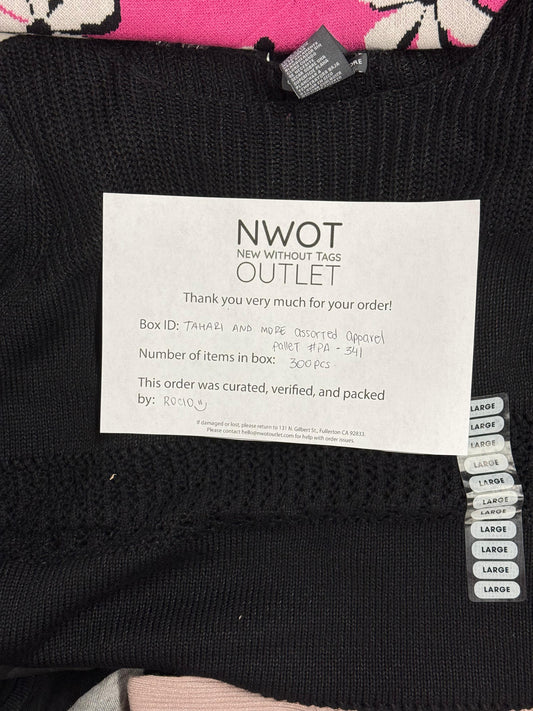 ORE
NWOT
NEW WITHOUT TAGS
OUTLET
Thank you very much for your order!
Box ID: TAHARI AND MORE assorted apparel
pallet #PA - 341
Number of items in box: 300pcs
This order was curated, verified, and packed
by: ROCIO
If damaged or lost, please return to 131 N. Gilbert St., Fullerton CA 92833.
Please contact hello@nwotoutlet.com for help with order issues.
LARGE
LARGE
LARGE
LARGE
LARGE
LARGE
LARGE
LARGE
LARGE
LARGE
LARGE